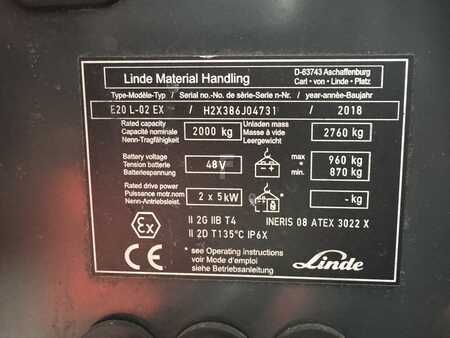 Linde Material Handling
D-63743 Aschaffenburg
Carl - von - Linde - Platz
Type-Modèle-Typ / Serial no.-No. de série-Serie n-Nr. / year-année-Baujahr
E20 L-02 EX / H2X386J04731 / 2018
Rated capacity
Capacité nominale
Nenn-Tragfähigkeit
2000 kg
Unladen mass
Masse à vide
Leergewicht
2760 kg
Battery voltage
Tension batterie
Batteriespannung
48V
- +
max
*
min.
960 kg
870 kg
Rated drive power
Puissance motr.nom
Nenn-Antriebsleist.
2 x 5kW
-kg
Ex
II 2G IIB T4
INERIS 08 ATEX 3022 X
II 2D T135°C IP6X
CE
* see Operating instructions
voir Mode d'emploi
siehe Betriebsanleitung
Linde